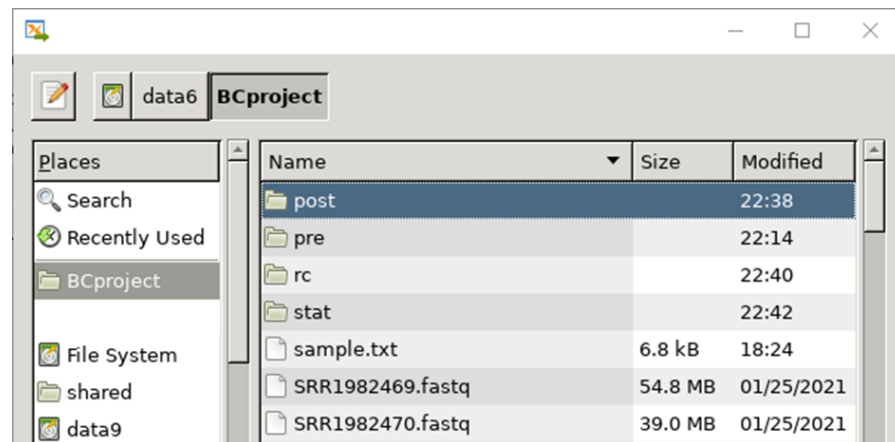 data6 BCproject
Places
Search
Recently Used
BCproject
File System
shared
data9
Name Size Modified
post 22:38
pre 22:14
rc 22:40
stat 22:42
sample.txt 6.8 kB 18:24
SRR1982469.fastq 54.8 MB 01/25/2021
SRR1982470.fastq 39.0 MB 01/25/2021